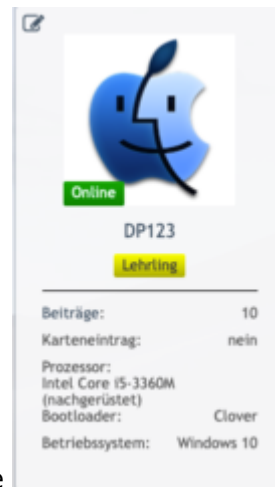 Online
DP123
Lehrling
Beiträge: 10
Karteneintrag: nein
Prozessor:
Intel Core i5-3360M
(nachgerüstet)
Bootloader: Clover
Betriebssystem: Windows 10
e